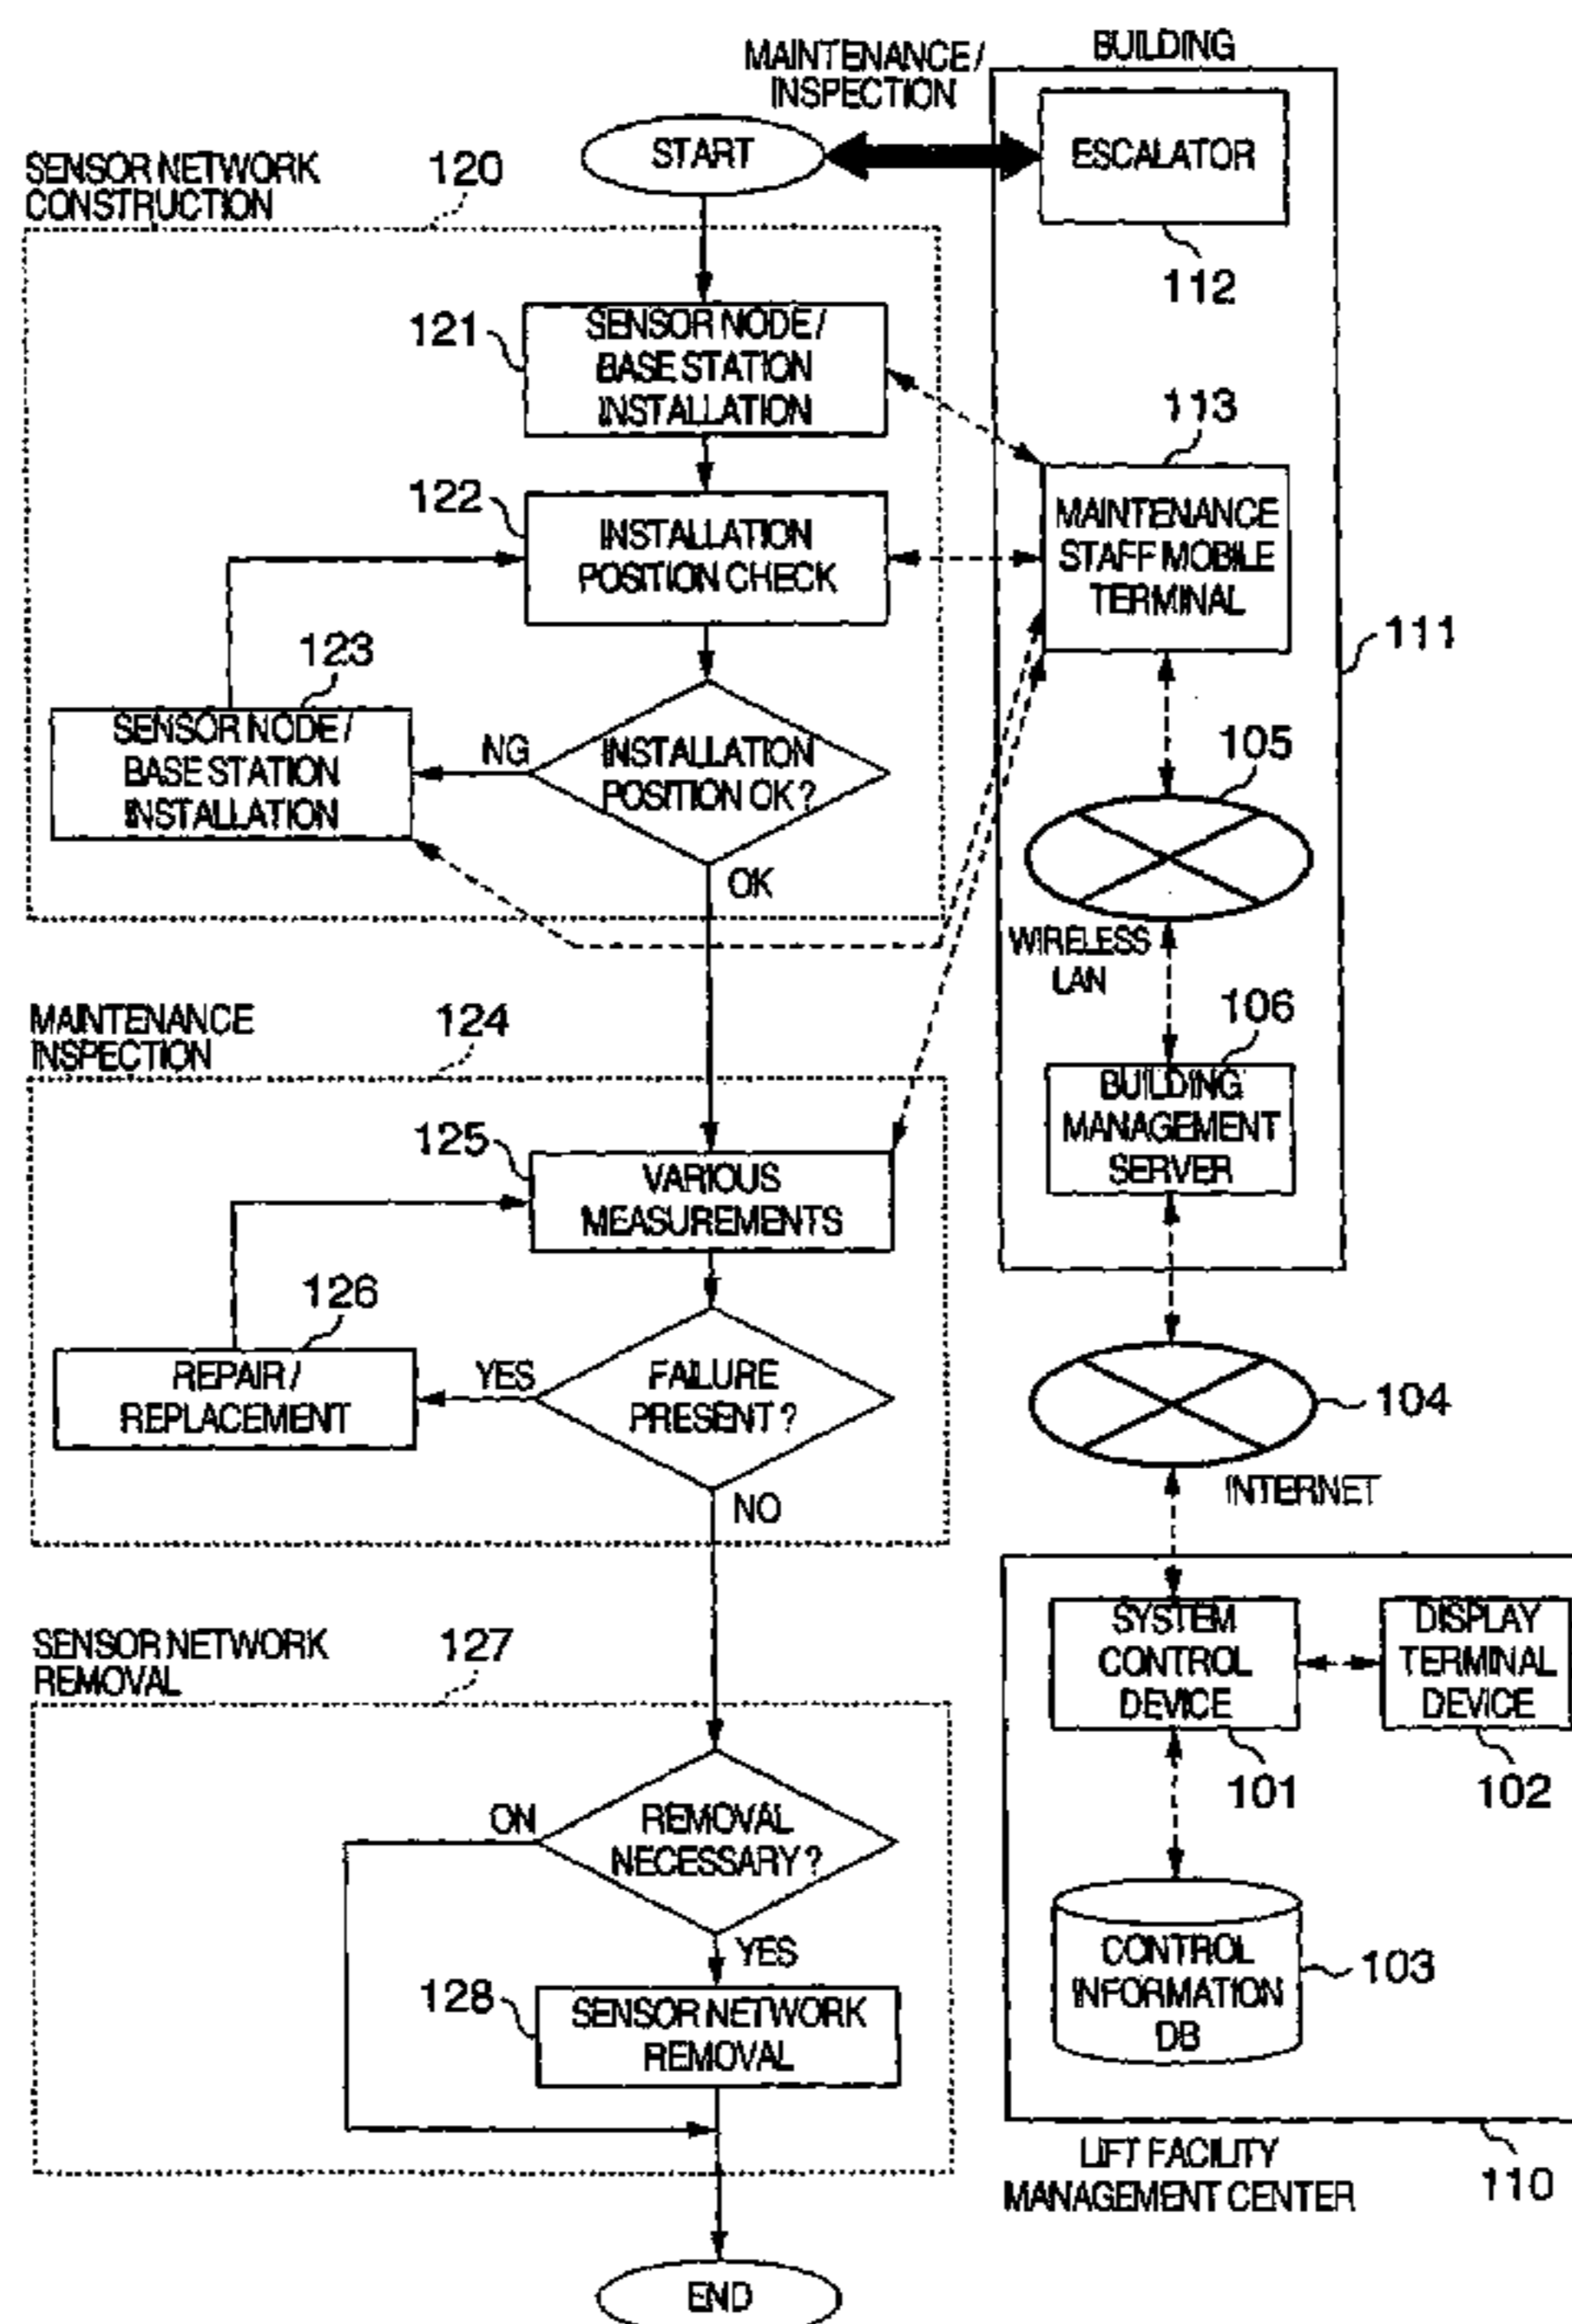 MAINTENANCE /
INSPECTION
BUILDING
START
ESCALATOR
112
SENSOR NETWORK
CONSTRUCTION
120
121
SENSOR NODE /
BASE STATION
INSTALLATION
113
122
INSTALLATION
POSITION CHECK
MAINTENANCE
STAFF MOBILE
TERMINAL
111
123
SENSOR NODE /
BASE STATION
INSTALLATION
NG
INSTALLATION
POSITION OK ?
OK
105
WIRELESS
LAN
106
BUILDING
MANAGEMENT
SERVER
MAINTENANCE
INSPECTION
124
125
VARIOUS
MEASUREMENTS
126
REPAIR /
REPLACEMENT
YES
FAILURE
PRESENT ?
NO
104
INTERNET
SENSOR NETWORK
REMOVAL
127
SYSTEM
CONTROL
DEVICE
101
DISPLAY
TERMINAL
DEVICE
102
ON
REMOVAL
NECESSARY ?
YES
128
SENSOR NETWORK
REMOVAL
CONTROL
INFORMATION
DB
103
LIFT FACILITY
MANAGEMENT CENTER
110
END